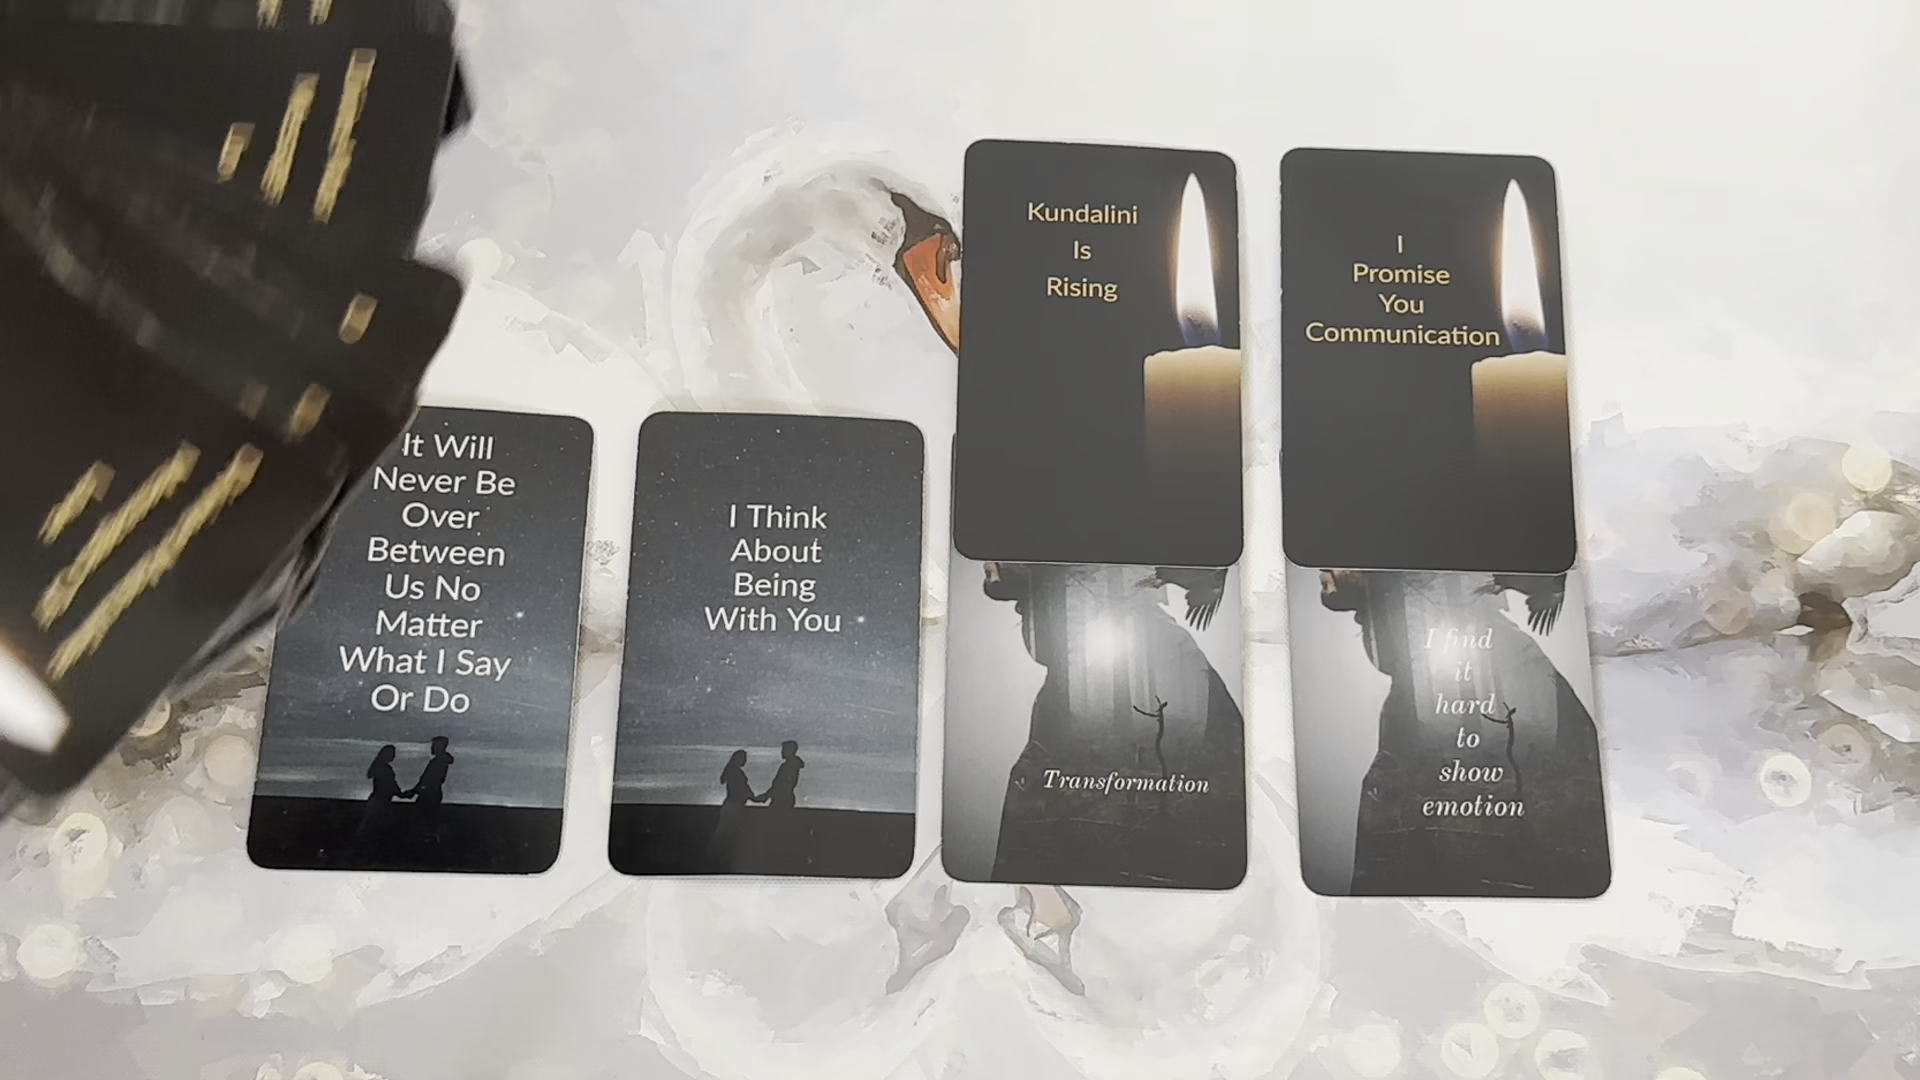 It Will
Never Be
Over
Between
Us No
Matter
What I Say
Or Do
I Think
About
Being
With You
Kundalini
Is
Rising
Transformation
I
Promise
You
Communication
I find
it
hard
to
show
emotion